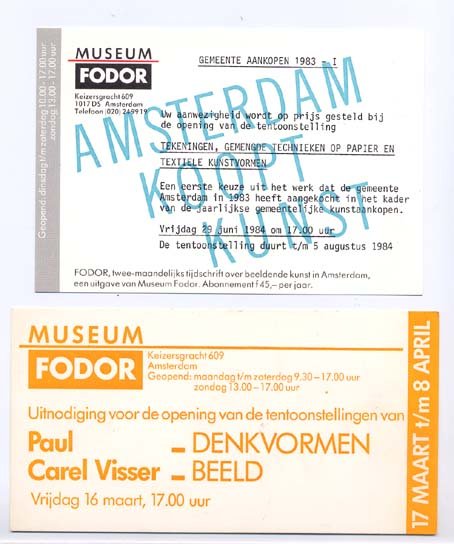 Geopend: dinsdag t/m zaterdag 10.00 - 17.00 uur
zondag 13.00 - 17.00 uur
MUSEUM
FODOR
Keizersgracht 609
1017 DS Amsterdam
Telefoon (020) 249919
GEMEENTE AANKOPEN 1983 - I
AMSTERDAM
KOOPT
KUNST
Uw aanwezigheid wordt op prijs gesteld bij
de opening van de tentoonstelling
TEKENINGEN, GEMENGDE TECHNIEKEN OP PAPIER EN
TEXTIELE KUNSTVORMEN
Een eerste keuze uit het werk dat de gemeente
Amsterdam in 1983 heeft aangekocht in het kader
van de jaarlijkse gemeentelijke kunstaankopen.
Vrijdag 29 juni 1984 om 17.00 uur
De tentoonstelling duurt t/m 5 augustus 1984
FODOR, twee-maandelijks tijdschrift over beeldende kunst in Amsterdam,
een uitgave van Museum Fodor. Abonnement f 45,– per jaar.
MUSEUM
FODOR
Keizersgracht 609
Amsterdam
Geopend: maandag t/m zaterdag 9.30 – 17.00 uur
zondag 13.00 – 17.00 uur
Uitnodiging voor de opening van de tentoonstellingen van
Paul – DENKVORMEN
Carel Visser – BEELD
Vrijdag 16 maart, 17.00 uur
17 MAART t/m 8 APRIL